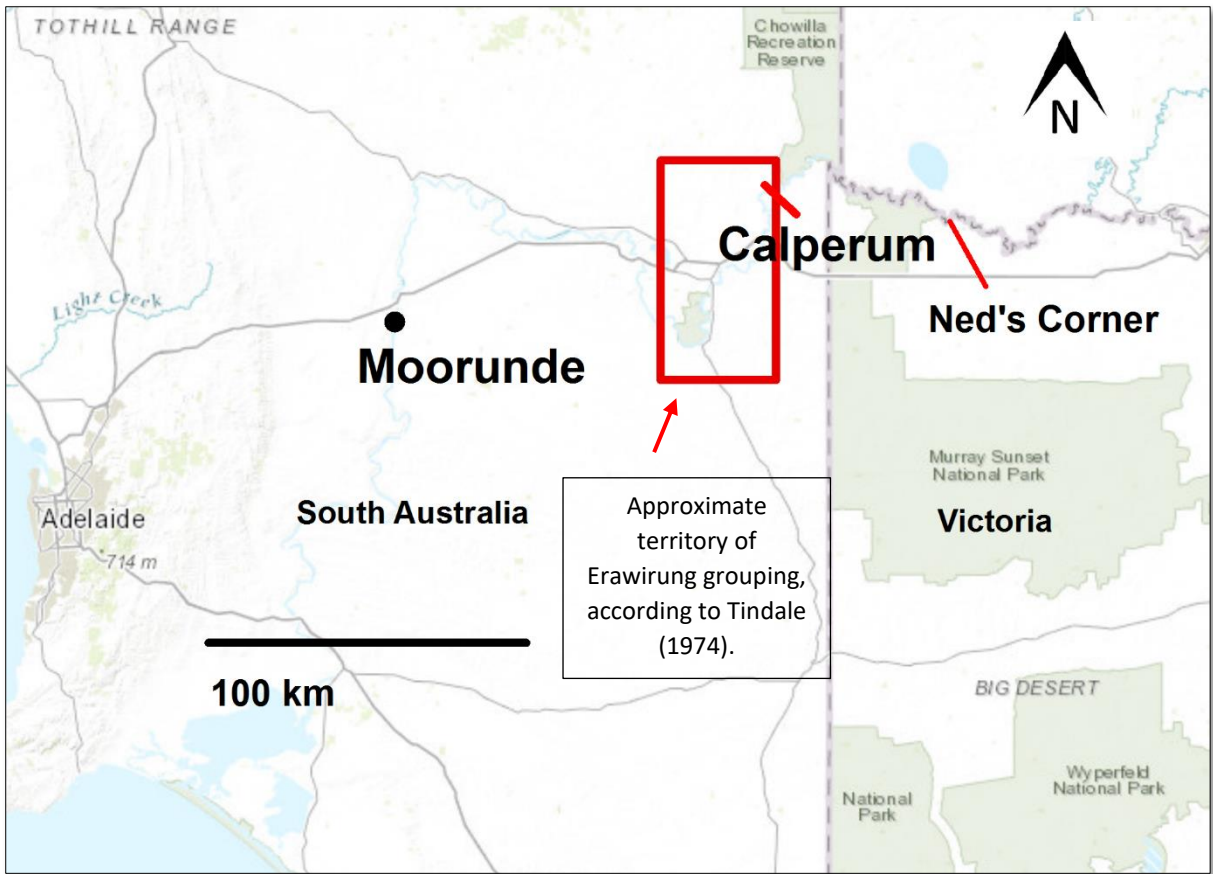 TOTHILL RANGE
Chowilla
Recreation
Reserve
N
Calperum
Light Creek
Ned's Corner
Moorunde
Murray Sunset
National Park
South Australia
Victoria
Adelaide
714 m
Approximate
territory of
Erawirung grouping,
according to Tindale
(1974).
100 km
BIG DESERT
Wyperfeld
National Park
National
Park